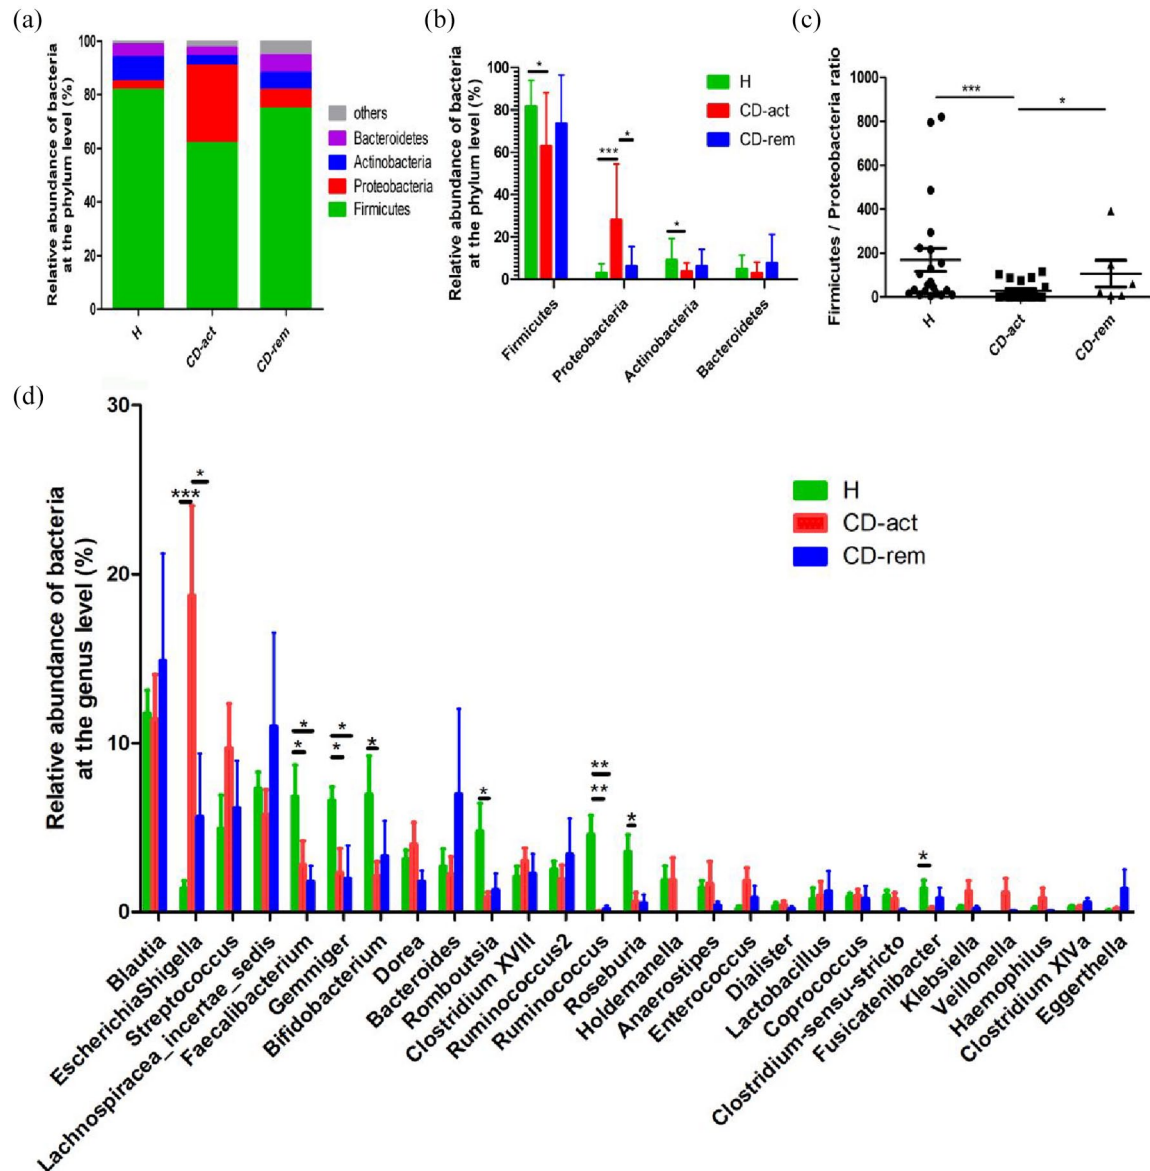 (a)
Relative abundance of bacteria
at the phylum level (%)
100
80
60
40
20
0
H
CD-act
CD-rem
others
Bacteroidetes
Actinobacteria
Proteobacteria
Firmicutes
(b)
Relative abundance of bacteria
at the phylum level (%)
100
90
80
70
60
50
40
30
20
10
0
*
***
*
*
H
CD-act
CD-rem
Firmicutes
Proteobacteria
Actinobacteria
Bacteroidetes
(c)
Firmicutes / Proteobacteria ratio
1000
800
600
400
200
0
***
*
H
CD-act
CD-rem
(d)
Relative abundance of bacteria
at the genus level (%)
30
20
10
0
***
*
*
*
*
*
*
*
**
**
*
*
H
CD-act
CD-rem
Blautia
EscherichiaShigella
Streptococcus
Lachnospiracea_incertae_sedis
Faecalibacterium
Gemmiger
Bifidobacterium
Dorea
Bacteroides
Romboutsia
Clostridium XVIII
Ruminococcus2
Ruminococcus
Roseburia
Holdemanella
Anaerostipes
Enterococcus
Dialister
Lactobacillus
Coprococcus
Clostridium-sensu-stricto
Fusicatenibacter
Klebsiella
Veillonella
Haemophilus
Clostridium XIVa
Eggerthella